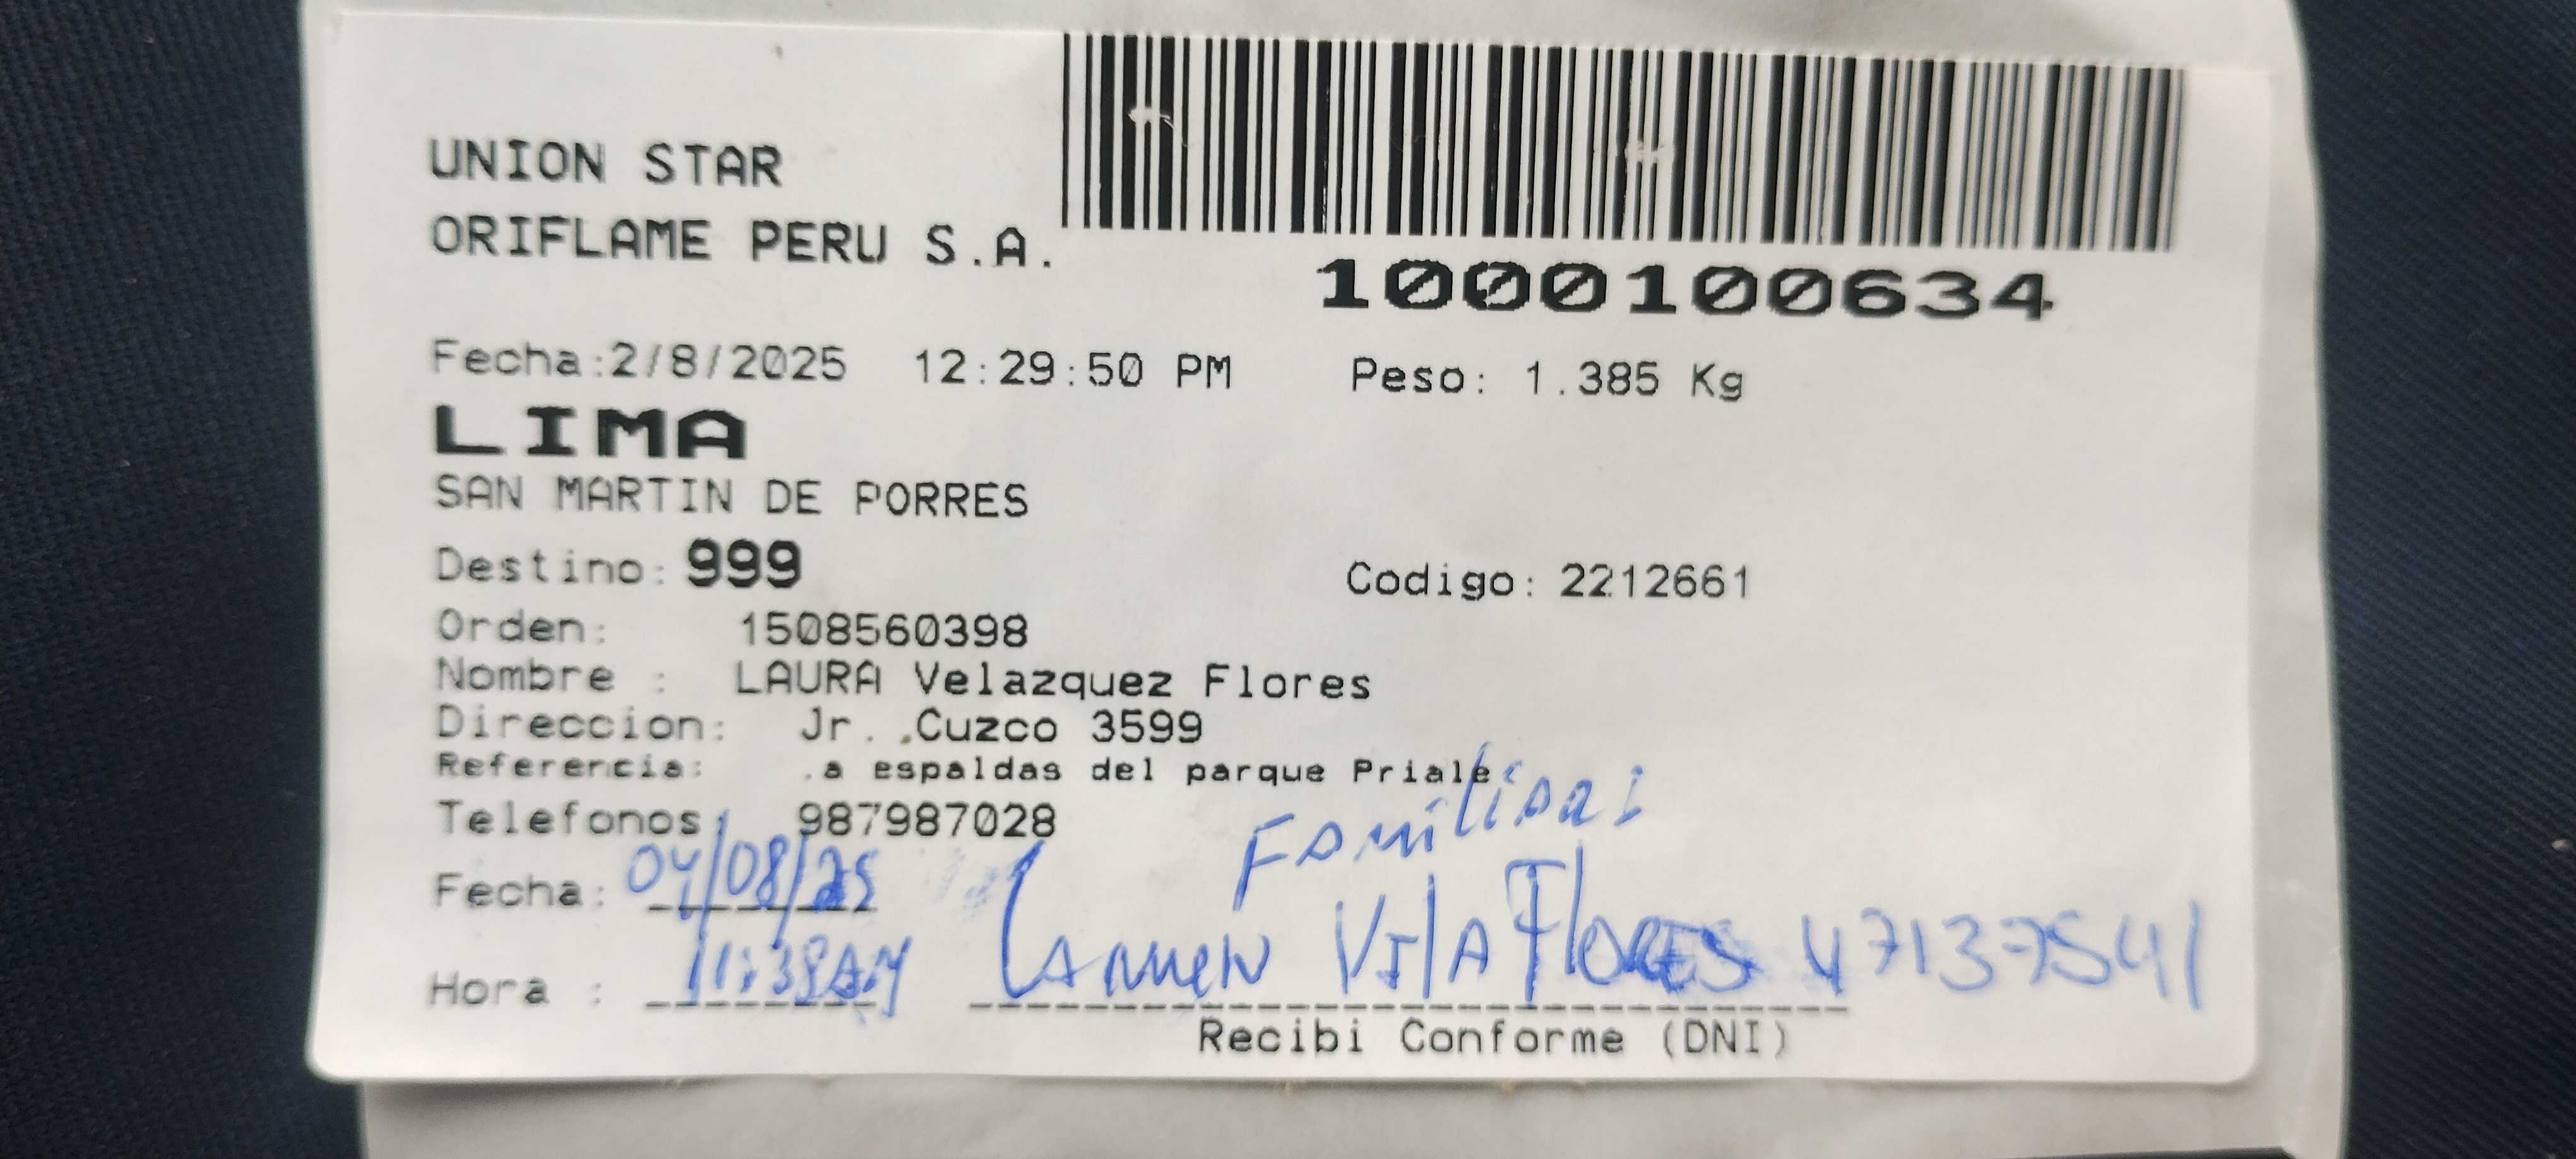 UNION STAR
ORIFLAME PERU S.A.
1000100634
Fecha:2/8/2025 12:29:50 PM Peso: 1.385 Kg
LIMA
SAN MARTIN DE PORRES
Destino: 999 Codigo: 2212661
Orden: 1508560398
Nombre : LAURA Velazquez Flores
Direccion: Jr. .Cuzco 3599
Referencia: .a espaldas del parque Priale
Telefonos 987987028
Familiar
Fecha: 04/08/25
Hora : 11:38AM Carmen Vila Flores 47137541
Recibi Conforme (DNI)